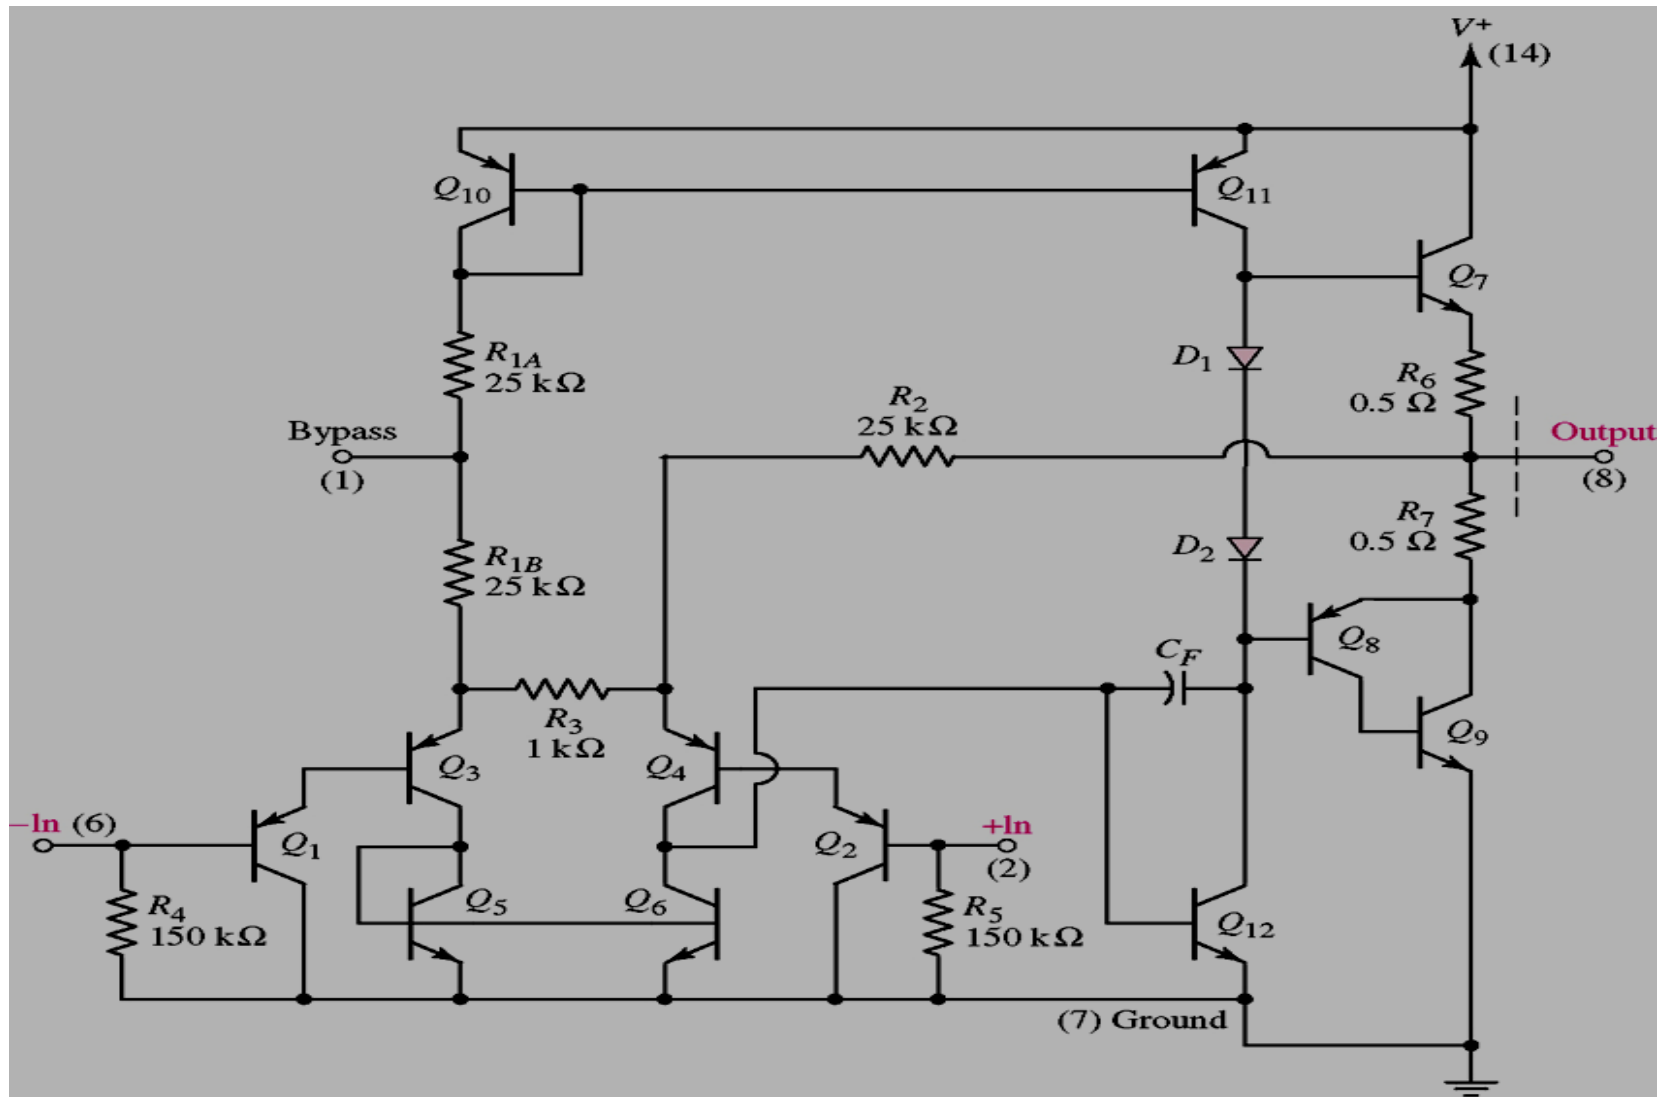 V+
(14)
Q10
Q11
Q7
R1A
25 kΩ
D1
R6
0.5 Ω
R2
25 kΩ
Bypass
(1)
Output
(8)
R1B
25 kΩ
D2
R7
0.5 Ω
Q8
CF
R3
1 kΩ
Q3
Q4
Q9
–In (6)
Q1
Q2
+In
(2)
R4
150 kΩ
Q5
Q6
R5
150 kΩ
Q12
(7) Ground